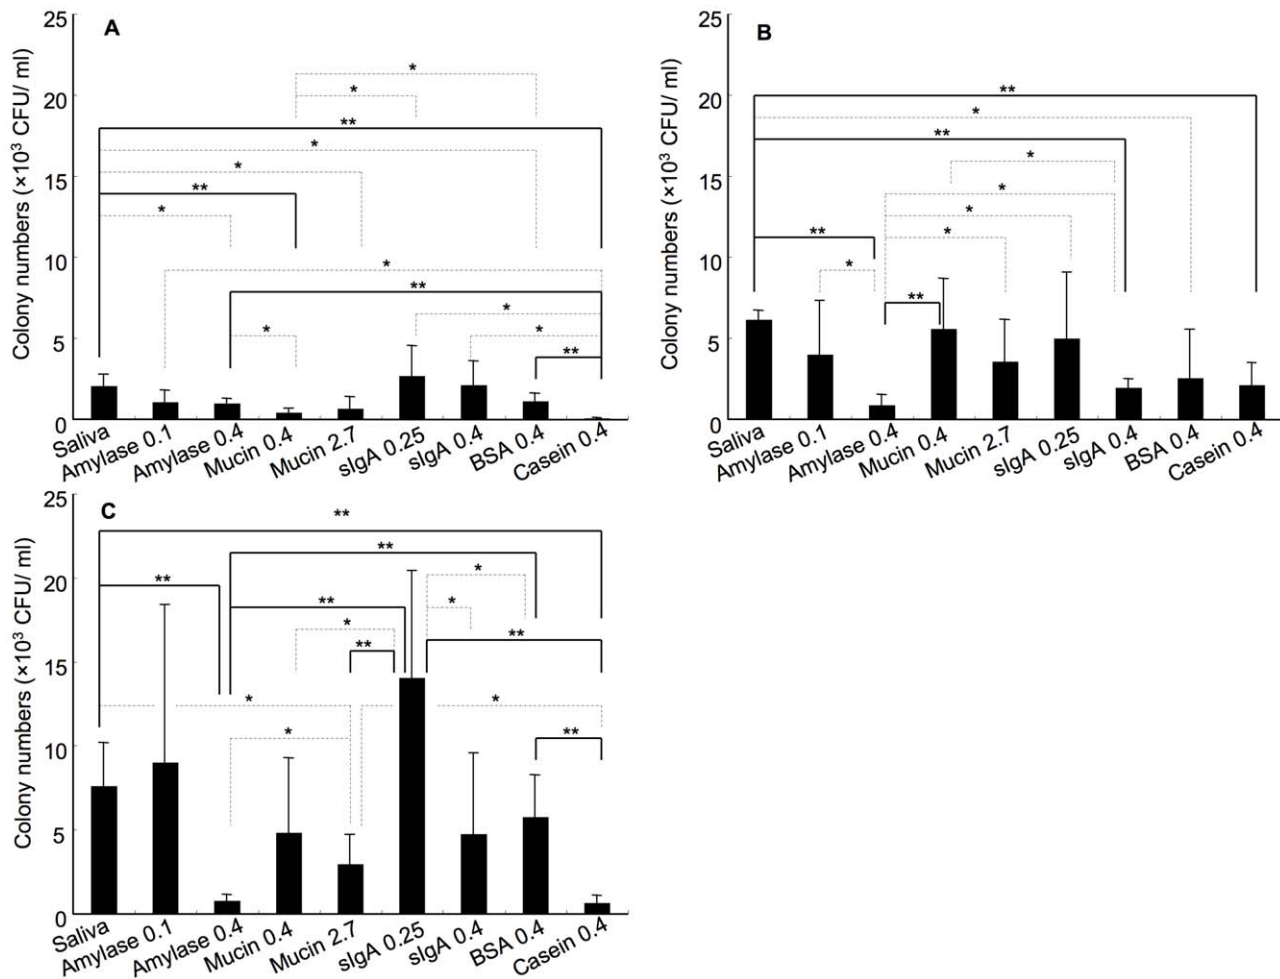 A
Colony numbers (×10³ CFU/ ml)
25
20
15
10
5
0
*
*
**
*
*
**
*
*
**
*
*
*
**
Saliva
Amylase 0.1
Amylase 0.4
Mucin 0.4
Mucin 2.7
sIgA 0.25
sIgA 0.4
BSA 0.4
Casein 0.4
B
Colony numbers (×10³ CFU/ ml)
25
20
15
10
5
0
**
*
**
*
*
*
**
*
*
**
Saliva
Amylase 0.1
Amylase 0.4
Mucin 0.4
Mucin 2.7
sIgA 0.25
sIgA 0.4
BSA 0.4
Casein 0.4
C
Colony numbers (×10³ CFU/ ml)
25
20
15
10
5
0
**
**
*
**
**
*
*
**
**
*
*
*
**
Saliva
Amylase 0.1
Amylase 0.4
Mucin 0.4
Mucin 2.7
sIgA 0.25
sIgA 0.4
BSA 0.4
Casein 0.4